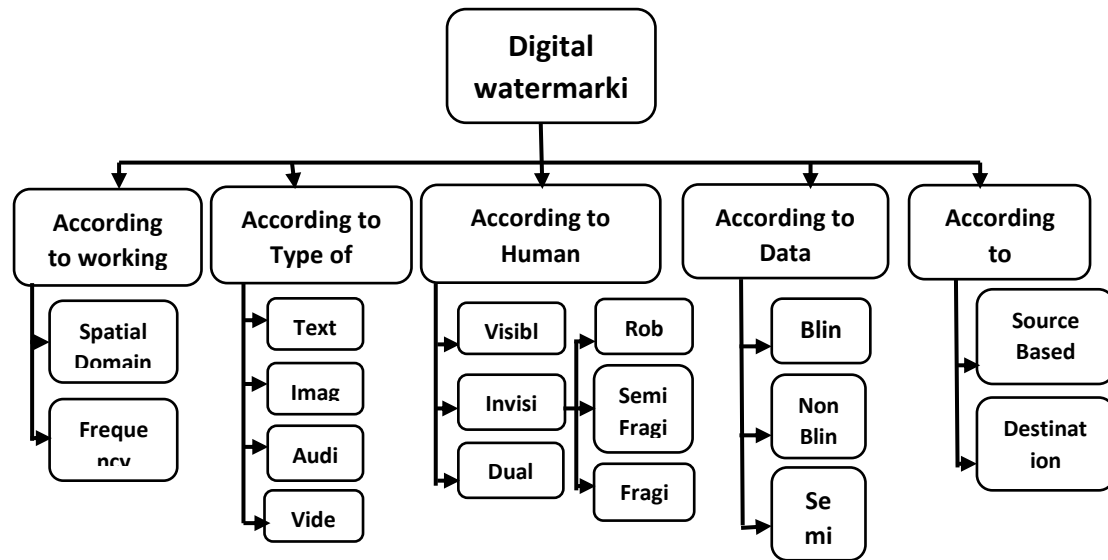 Digital
watermarki
According
to working
According to
Type of
According to
Human
According to
Data
According
to
Spatial
Domain
Freque
ncy
Text
Imag
Audi
Vide
Visibl
Invisi
Dual
Rob
Semi
Fragi
Fragi
Blin
Non
Blin
Se
mi
Source
Based
Destinat
ion